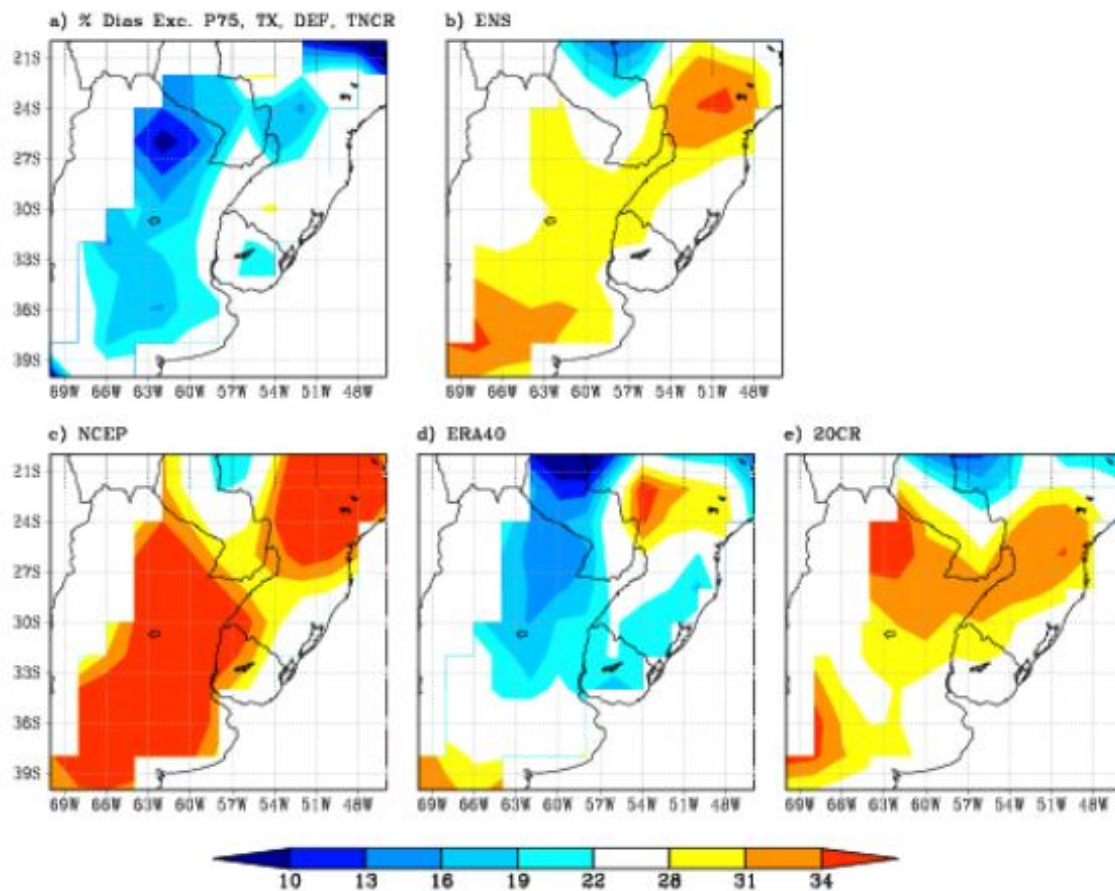 a) % Dias Exc. P75, TX, DEF, TNCR
b) ENS
21S
24S
27S
30S
33S
36S
39S
69W 66W 63W 60W 57W 54W 51W 48W
69W 66W 63W 60W 57W 54W 51W 48W
c) NCEP
d) ERA40
e) 20CR
21S
24S
27S
30S
33S
36S
39S
69W 66W 63W 60W 57W 54W 51W 48W
69W 66W 63W 60W 57W 54W 51W 48W
69W 66W 63W 60W 57W 54W 51W 48W
10 13 16 19 22 28 31 34